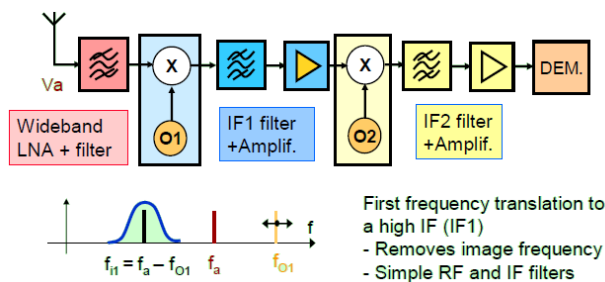 Va
X
X
DEM.
O1
O2
Wideband
LNA + filter
IF1 filter
+Amplif.
IF2 filter
+Amplif.
First frequency translation to
a high IF (IF1)
- Removes image frequency
- Simple RF and IF filters
f
fi1 = fa – fO1
fa
fO1